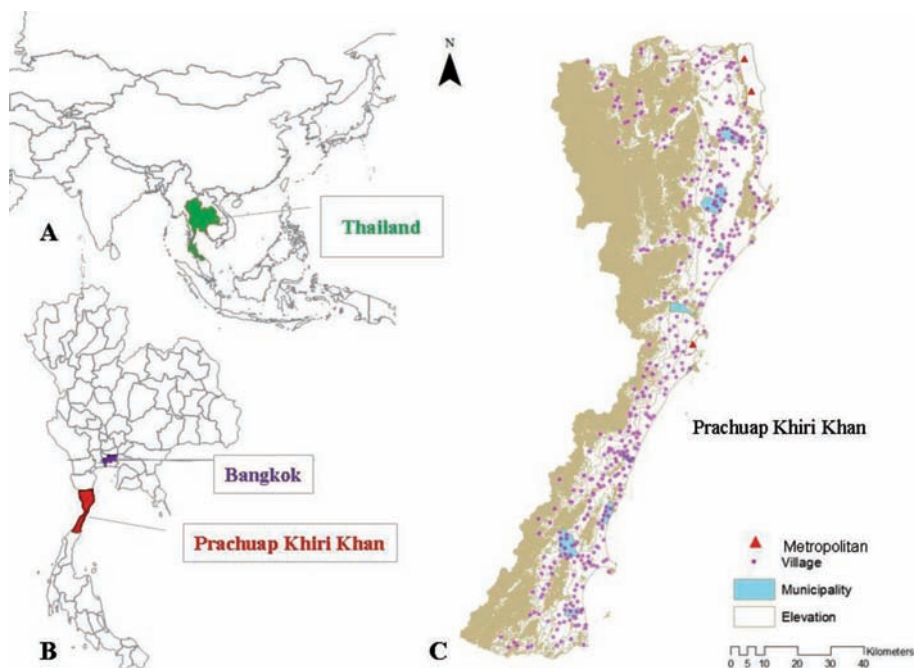 A
Thailand
Bangkok
Prachuap Khiri Khan
B
N
C
Prachuap Khiri Khan
Metropolitan
Village
Municipality
Elevation
Kilometers
0 5 10 20 30 40